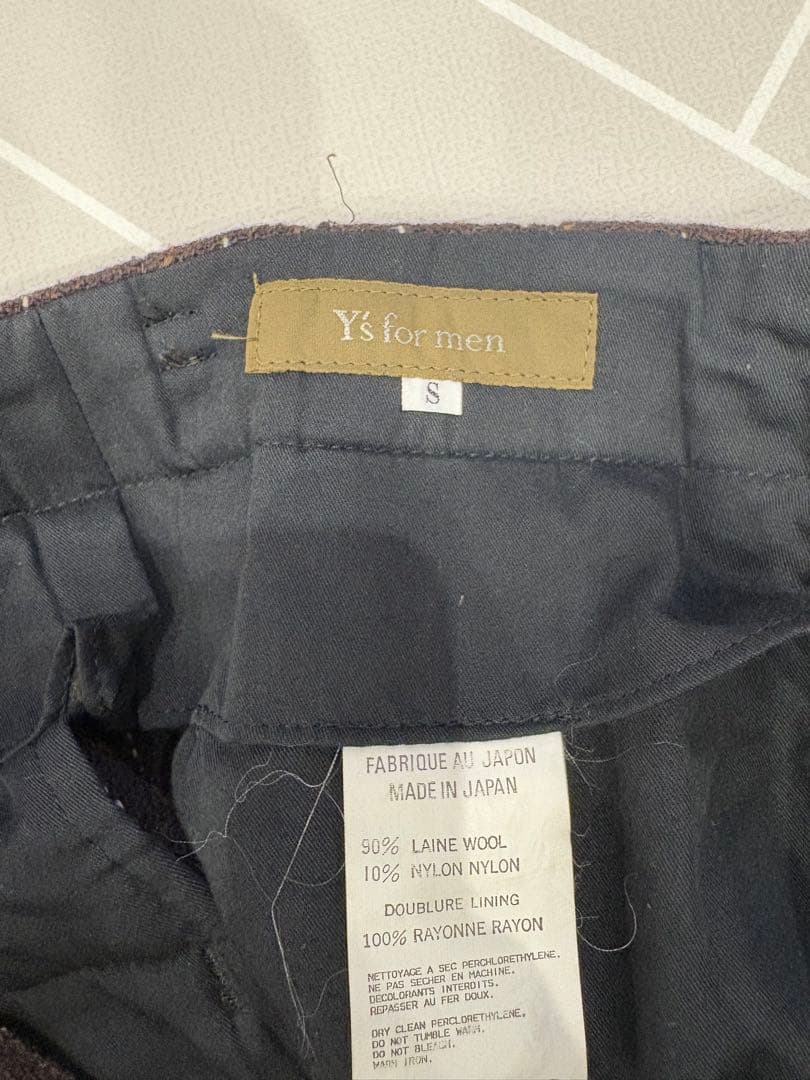 Y's for men
S
FABRIQUE AU JAPON
MADE IN JAPAN
90% LAINE WOOL
10% NYLON NYLON
DOUBLURE LINING
100% RAYONNE RAYON
NETTOYAGE A SEC PERCHLORETHYLENE.
NE PAS SECHER EN MACHINE.
DECOLORANTS INTERDITS.
REPASSER AU FER DOUX.
DRY CLEAN PERCLORETHYLENE.
DO NOT TUMBLE WARM.
DO NOT BLEACH.
WARM IRON.